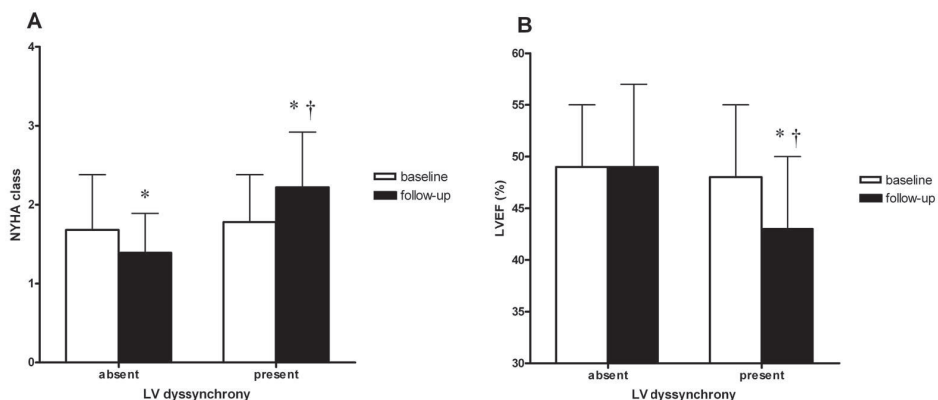 A
NYHA class
4
3
2
1
0
*
* †
absent
present
LV dyssynchrony
baseline
follow-up
B
LVEF (%)
60
55
50
45
40
35
30
* †
absent
present
LV dyssynchrony
baseline
follow-up